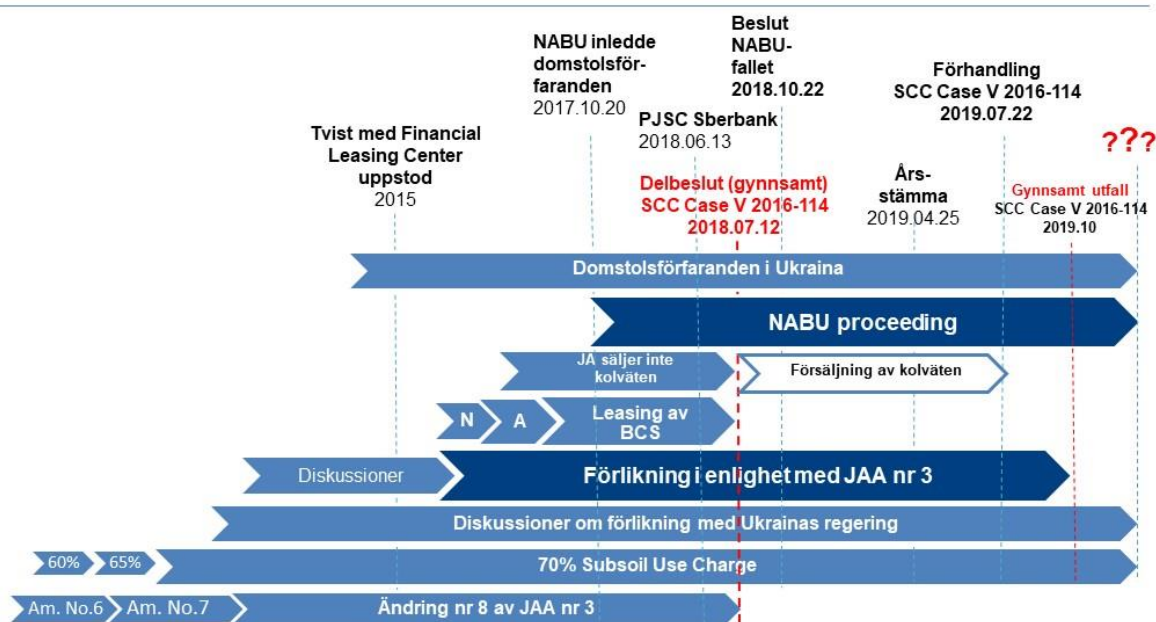 Beslut
NABU-
fallet
2018.10.22
NABU inledde
domstolsför-
faranden
2017.10.20
Förhandling
SCC Case V 2016-114
2019.07.22
PJSC Sberbank
2018.06.13
Tvist med Financial
Leasing Center
uppstod
2015
???
Delbeslut (gynnsamt)
SCC Case V 2016-114
2018.07.12
Års-
stämma
2019.04.25
Gynnsamt utfall
SCC Case V 2016-114
2019.10
Domstolsförfaranden i Ukraina
NABU proceeding
JA säljer inte
kolväten
Försäljning av kolväten
N
A
Leasing av
BCS
Diskussioner
Förlikning i enlighet med JAA nr 3
Diskussioner om förlikning med Ukrainas regering
60%
65%
70% Subsoil Use Charge
Am. No.6
Am. No.7
Ändring nr 8 av JAA nr 3